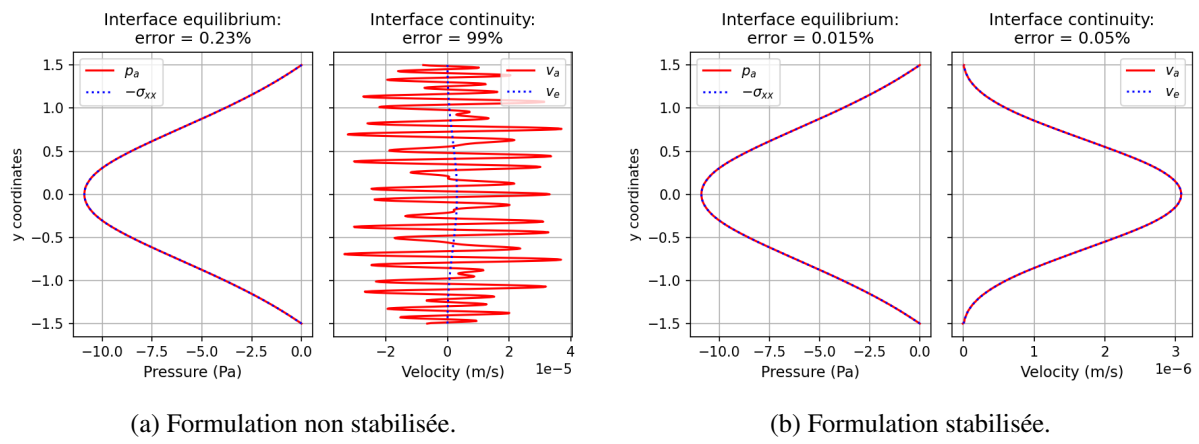 Interface equilibrium:
error = 0.23%
Interface continuity:
error = 99%
y coordinates
1.5
1.0
0.5
0.0
−0.5
−1.0
−1.5
p_a
−σ_xx
v_a
v_e
−10.0 −7.5 −5.0 −2.5 0.0
Pressure (Pa)
−2 0 2 4
1e−5
Velocity (m/s)
(a) Formulation non stabilisée.
Interface equilibrium:
error = 0.015%
Interface continuity:
error = 0.05%
y coordinates
1.5
1.0
0.5
0.0
−0.5
−1.0
−1.5
p_a
−σ_xx
v_a
v_e
−10.0 −7.5 −5.0 −2.5 0.0
Pressure (Pa)
0 1 2 3
1e−6
Velocity (m/s)
(b) Formulation stabilisée.